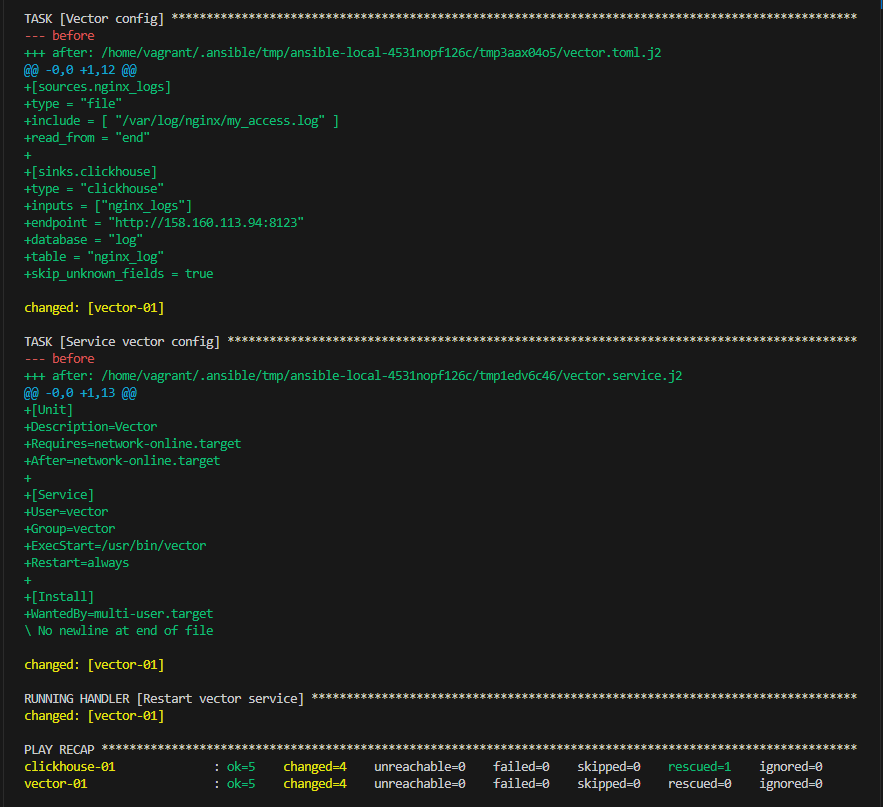 TASK [Vector config] **************************************************************************************************
--- before
+++ after: /home/vagrant/.ansible/tmp/ansible-local-4531nopf126c/tmp3aax04o5/vector.toml.j2
@@ -0,0 +1,12 @@
+[sources.nginx_logs]
+type = "file"
+include = [ "/var/log/nginx/my_access.log" ]
+read_from = "end"
+
+[sinks.clickhouse]
+type = "clickhouse"
+inputs = ["nginx_logs"]
+endpoint = "http://158.160.113.94:8123"
+database = "log"
+table = "nginx_log"
+skip_unknown_fields = true
changed: [vector-01]
TASK [Service vector config] ******************************************************************************************
--- before
+++ after: /home/vagrant/.ansible/tmp/ansible-local-4531nopf126c/tmp1edv6c46/vector.service.j2
@@ -0,0 +1,13 @@
+[Unit]
+Description=Vector
+Requires=network-online.target
+After=network-online.target
+
+[Service]
+User=vector
+Group=vector
+ExecStart=/usr/bin/vector
+Restart=always
+
+[Install]
+WantedBy=multi-user.target
\ No newline at end of file
changed: [vector-01]
RUNNING HANDLER [Restart vector service] ******************************************************************************
changed: [vector-01]
PLAY RECAP ************************************************************************************************************
clickhouse-01 : ok=5 changed=4 unreachable=0 failed=0 skipped=0 rescued=1 ignored=0
vector-01 : ok=5 changed=4 unreachable=0 failed=0 skipped=0 rescued=0 ignored=0